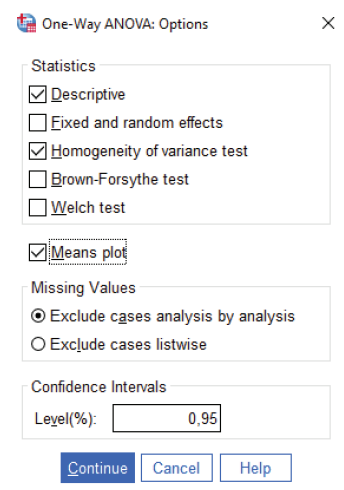 One-Way ANOVA: Options
Statistics
Descriptive
Fixed and random effects
Homogeneity of variance test
Brown-Forsythe test
Welch test
Means plot
Missing Values
Exclude cases analysis by analysis
Exclude cases listwise
Confidence Intervals
Level(%): 0,95
Continue Cancel Help